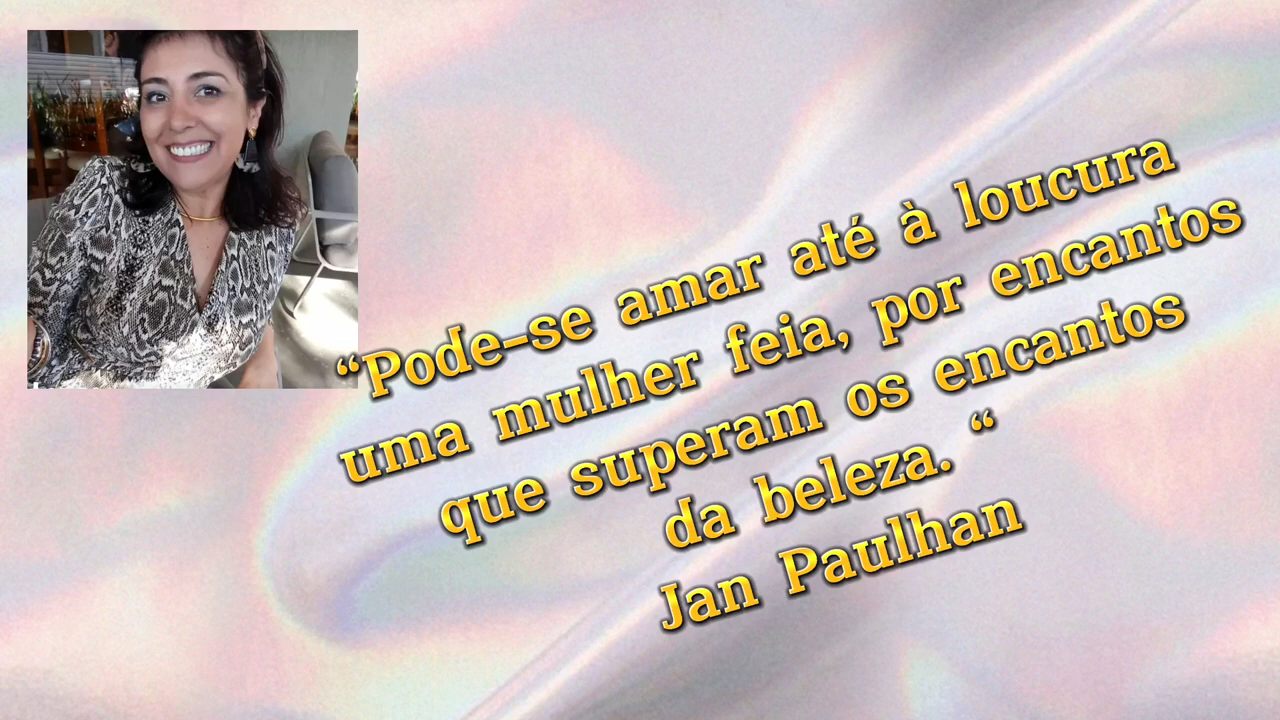 “Pode-se amar até à loucura
uma mulher feia, por encantos
que superam os encantos
da beleza. “
Jan Paulhan